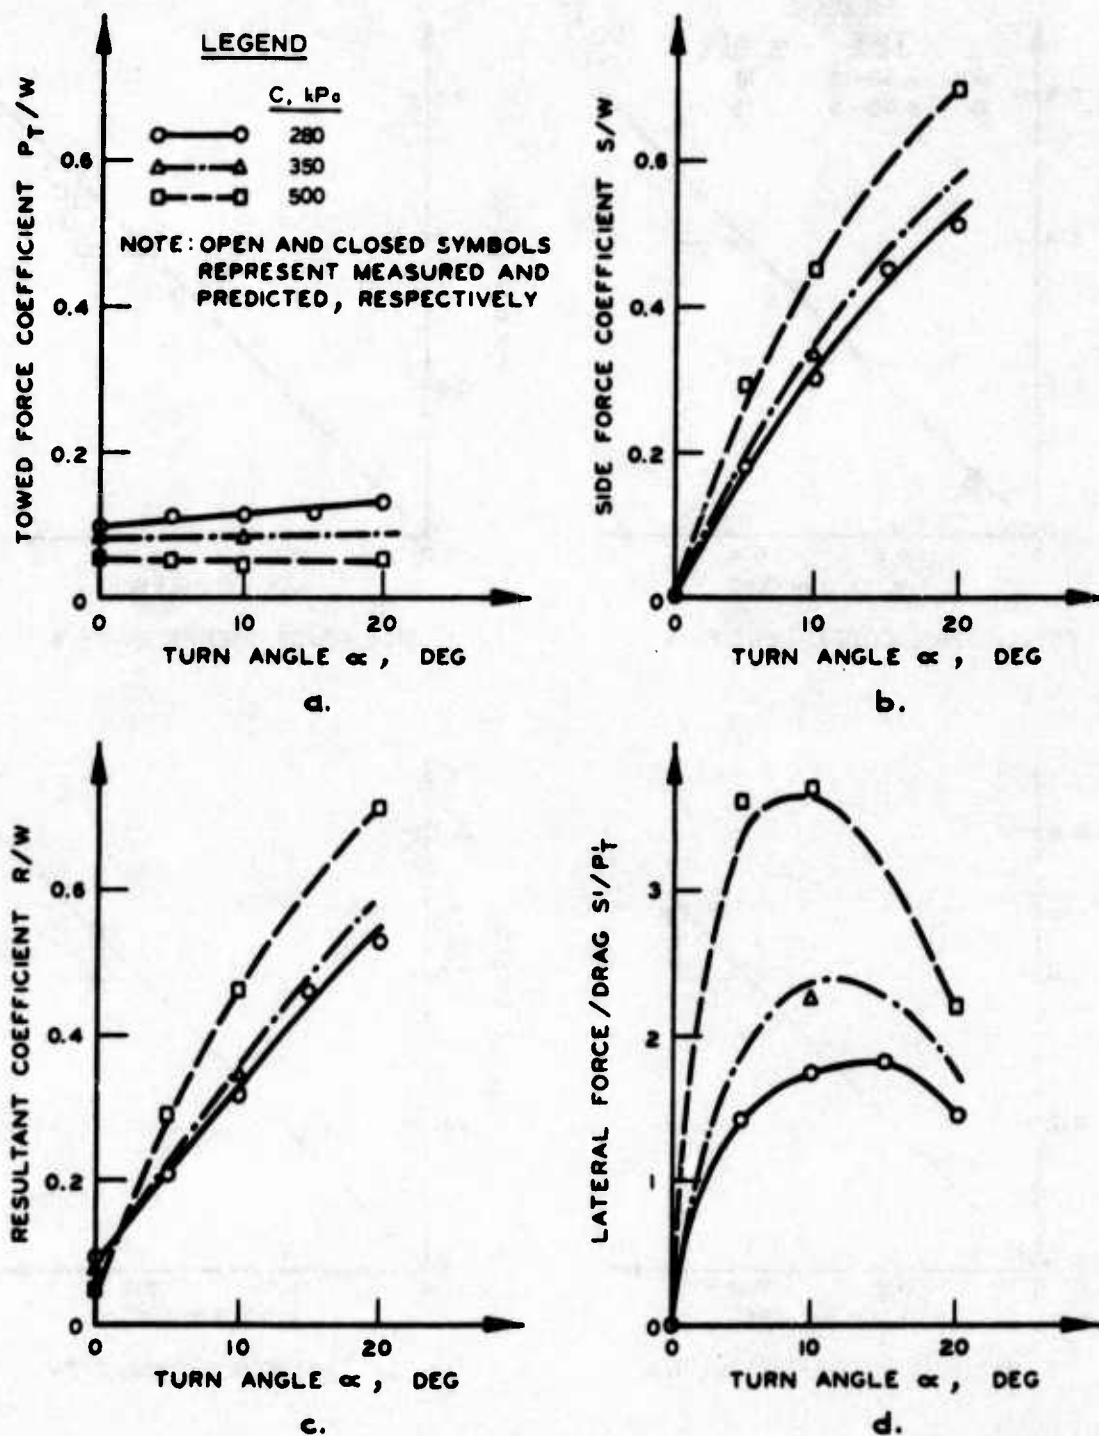 LEGEND
C, kPa
280
350
500
NOTE: OPEN AND CLOSED SYMBOLS
REPRESENT MEASURED AND
PREDICTED, RESPECTIVELY
TOWED FORCE COEFFICIENT P_T/W
0.6
0.4
0.2
0
0 10 20
TURN ANGLE ∝, DEG
a.
SIDE FORCE COEFFICIENT S/W
0.6
0.4
0.2
0
0 10 20
TURN ANGLE ∝, DEG
b.
RESULTANT COEFFICIENT R/W
0.6
0.4
0.2
0
0 10 20
TURN ANGLE ∝, DEG
c.
LATERAL FORCE/DRAG S'/P'_T
3
2
1
0
0 10 20
TURN ANGLE ∝, DEG
d.